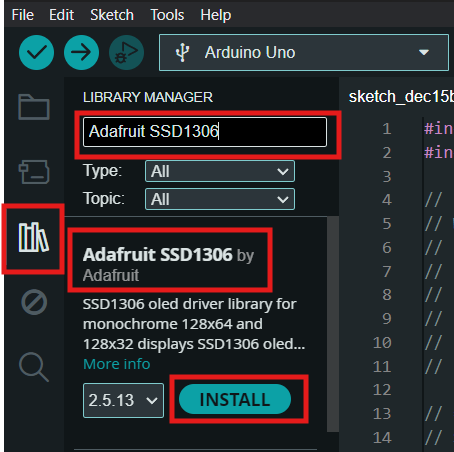 File Edit Sketch Tools Help
Arduino Uno
LIBRARY MANAGER
Adafruit SSD1306
Type: All
Topic: All
Adafruit SSD1306 by
Adafruit
SSD1306 oled driver library for
monochrome 128x64 and
128x32 displays SSD1306 oled...
More info
2.5.13 INSTALL
sketch_dec15
1 #in
2 #in
3
4 //
5 //
6 //
7 //
8 //
9 //
10 //
11 //
12
13 //
14 //